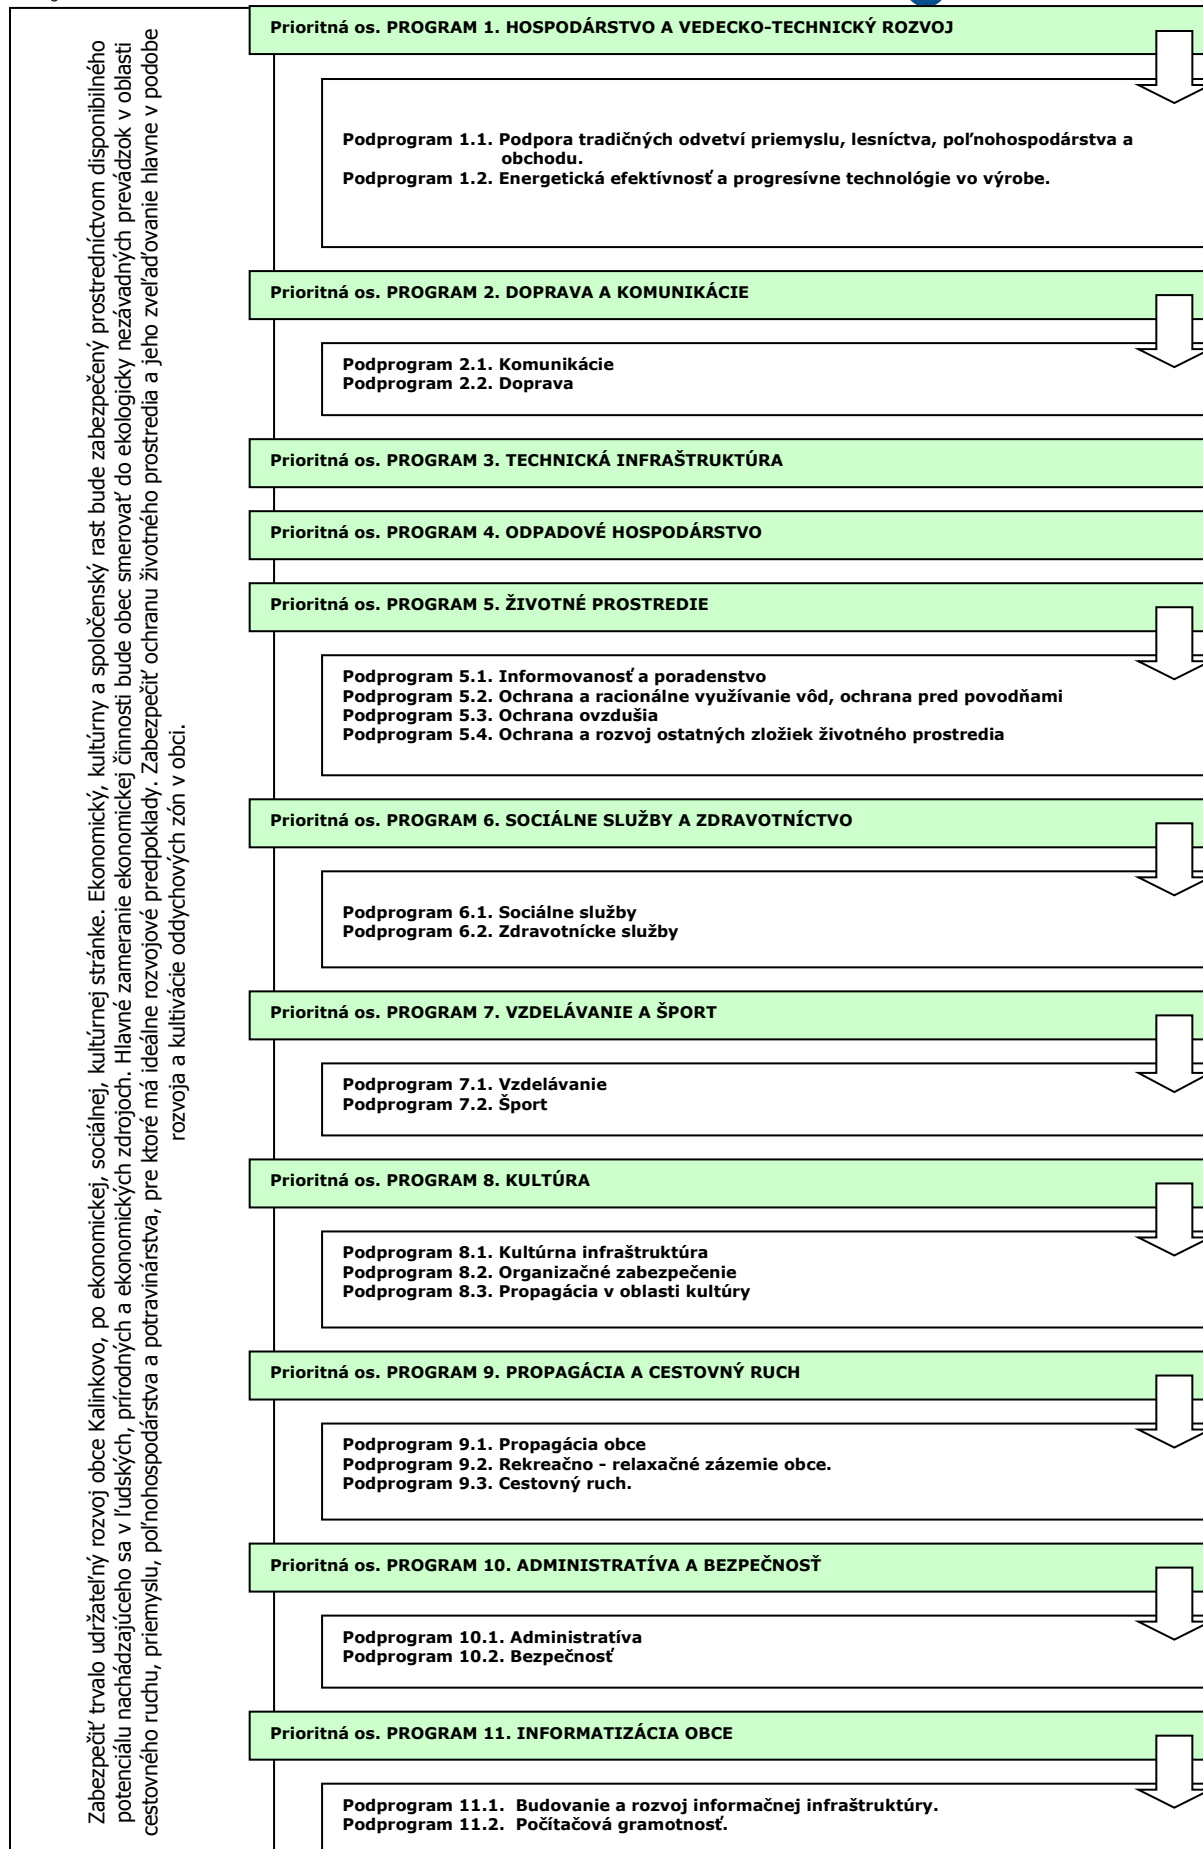 Zabezpečiť trvalo udržateľný rozvoj obce Kalinkovo, po ekonomickej, sociálnej, kultúrnej stránke. Ekonomický, kultúrny a spoločenský rast bude zabezpečený prostredníctvom disponibilného
potenciálu nachádzajúceho sa v ľudských, prírodných a ekonomických zdrojoch. Hlavné zameranie ekonomickej činnosti bude obec smerovať do ekologicky nezávadných prevádzok v oblasti
cestovného ruchu, priemyslu, poľnohospodárstva a potravinárstva, pre ktoré má ideálne rozvojové predpoklady. Zabezpečiť ochranu životného prostredia a jeho zveľaďovanie hlavne v podobe
rozvoja a kultivácie oddychových zón v obci.
Prioritná os. PROGRAM 1. HOSPODÁRSTVO A VEDECKO-TECHNICKÝ ROZVOJ
Podprogram 1.1. Podpora tradičných odvetví priemyslu, lesníctva, poľnohospodárstva a
obchodu.
Podprogram 1.2. Energetická efektívnosť a progresívne technológie vo výrobe.
Prioritná os. PROGRAM 2. DOPRAVA A KOMUNIKÁCIE
Podprogram 2.1. Komunikácie
Podprogram 2.2. Doprava
Prioritná os. PROGRAM 3. TECHNICKÁ INFRAŠTRUKTÚRA
Prioritná os. PROGRAM 4. ODPADOVÉ HOSPODÁRSTVO
Prioritná os. PROGRAM 5. ŽIVOTNÉ PROSTREDIE
Podprogram 5.1. Informovanosť a poradenstvo
Podprogram 5.2. Ochrana a racionálne využívanie vôd, ochrana pred povodňami
Podprogram 5.3. Ochrana ovzdušia
Podprogram 5.4. Ochrana a rozvoj ostatných zložiek životného prostredia
Prioritná os. PROGRAM 6. SOCIÁLNE SLUŽBY A ZDRAVOTNÍCTVO
Podprogram 6.1. Sociálne služby
Podprogram 6.2. Zdravotnícke služby
Prioritná os. PROGRAM 7. VZDELÁVANIE A ŠPORT
Podprogram 7.1. Vzdelávanie
Podprogram 7.2. Šport
Prioritná os. PROGRAM 8. KULTÚRA
Podprogram 8.1. Kultúrna infraštruktúra
Podprogram 8.2. Organizačné zabezpečenie
Podprogram 8.3. Propagácia v oblasti kultúry
Prioritná os. PROGRAM 9. PROPAGÁCIA A CESTOVNÝ RUCH
Podprogram 9.1. Propagácia obce
Podprogram 9.2. Rekreačno - relaxačné zázemie obce.
Podprogram 9.3. Cestovný ruch.
Prioritná os. PROGRAM 10. ADMINISTRATÍVA A BEZPEČNOSŤ
Podprogram 10.1. Administratíva
Podprogram 10.2. Bezpečnosť
Prioritná os. PROGRAM 11. INFORMATIZÁCIA OBCE
Podprogram 11.1. Budovanie a rozvoj informačnej infraštruktúry.
Podprogram 11.2. Počítačová gramotnosť.